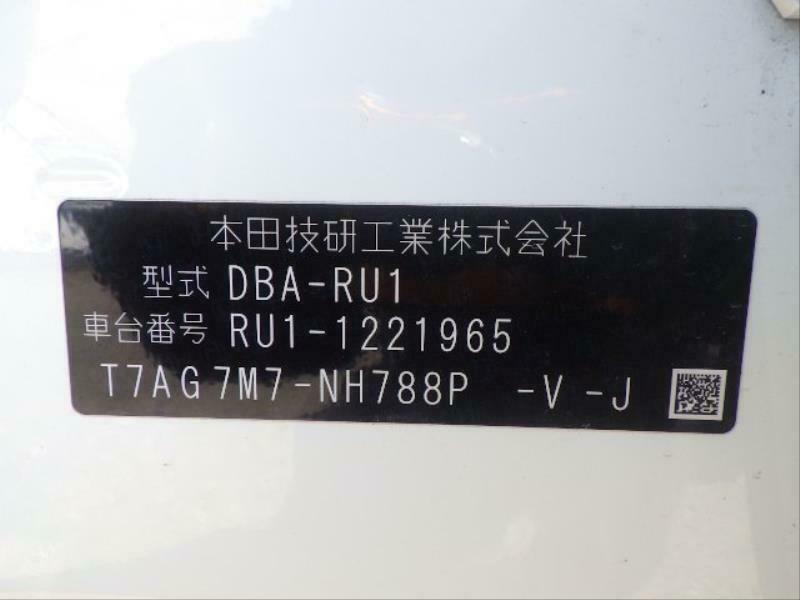 本田技研工業株式会社
型式 DBA-RU1
車台番号 RU1-1221965
T7AG7M7-NH788P -V-J